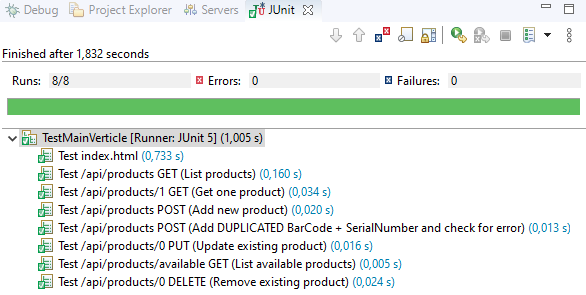 Debug Project Explorer Servers JUnit
Finished after 1,832 seconds
Runs: 8/8 Errors: 0 Failures: 0
TestMainVerticle [Runner: JUnit 5] (1,005 s)
Test index.html (0,733 s)
Test /api/products GET (List products) (0,160 s)
Test /api/products/1 GET (Get one product) (0,034 s)
Test /api/products POST (Add new product) (0,020 s)
Test /api/products POST (Add DUPLICATED BarCode + SerialNumber and check for error) (0,013 s)
Test /api/products/0 PUT (Update existing product) (0,016 s)
Test /api/products/available GET (List available products) (0,005 s)
Test /api/products/0 DELETE (Remove existing product) (0,024 s)